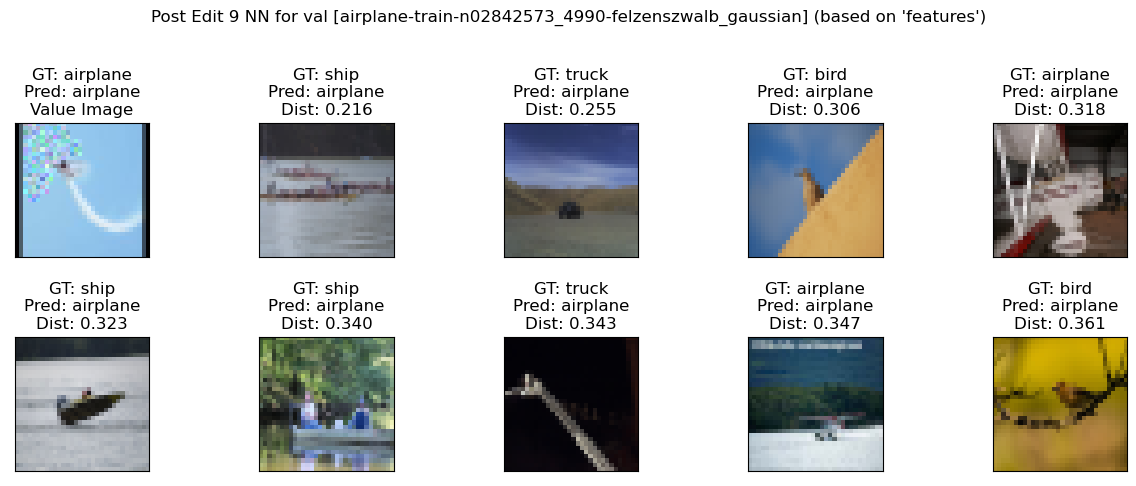 Post Edit 9 NN for val [airplane-train-n02842573_4990-felzenszwalb_gaussian] (based on 'features')
GT: airplane
Pred: airplane
Value Image
GT: ship
Pred: airplane
Dist: 0.216
GT: truck
Pred: airplane
Dist: 0.255
GT: bird
Pred: airplane
Dist: 0.306
GT: airplane
Pred: airplane
Dist: 0.318
GT: ship
Pred: airplane
Dist: 0.323
GT: ship
Pred: airplane
Dist: 0.340
GT: truck
Pred: airplane
Dist: 0.343
GT: airplane
Pred: airplane
Dist: 0.347
GT: bird
Pred: airplane
Dist: 0.361